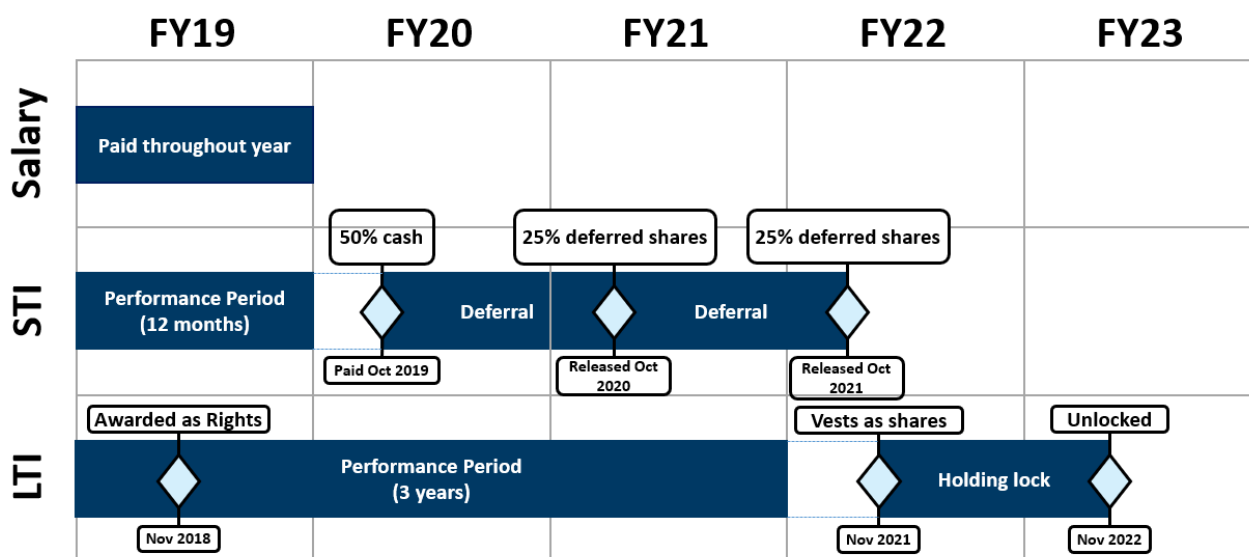 FY19 FY20 FY21 FY22 FY23
Salary
Paid throughout year
50% cash
25% deferred shares
25% deferred shares
STI
Performance Period
(12 months)
Deferral
Deferral
Paid Oct 2019
Released Oct
2020
Released Oct
2021
LTI
Awarded as Rights
Vests as shares
Unlocked
Performance Period
(3 years)
Holding lock
Nov 2018
Nov 2021
Nov 2022